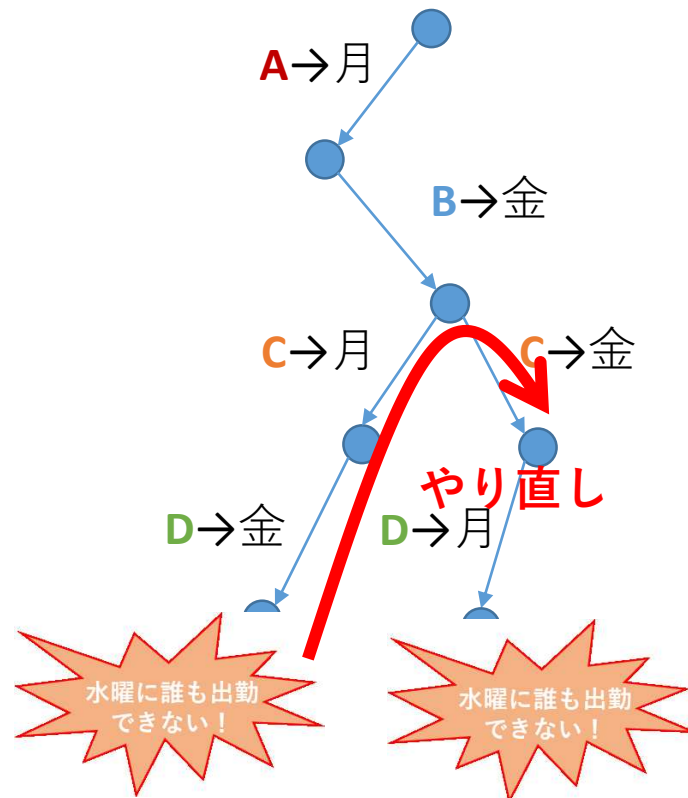 A→月
B→金
C→月
C→金
やり直し
D→金
D→月
水曜に誰も出勤
できない！
水曜に誰も出勤
できない！